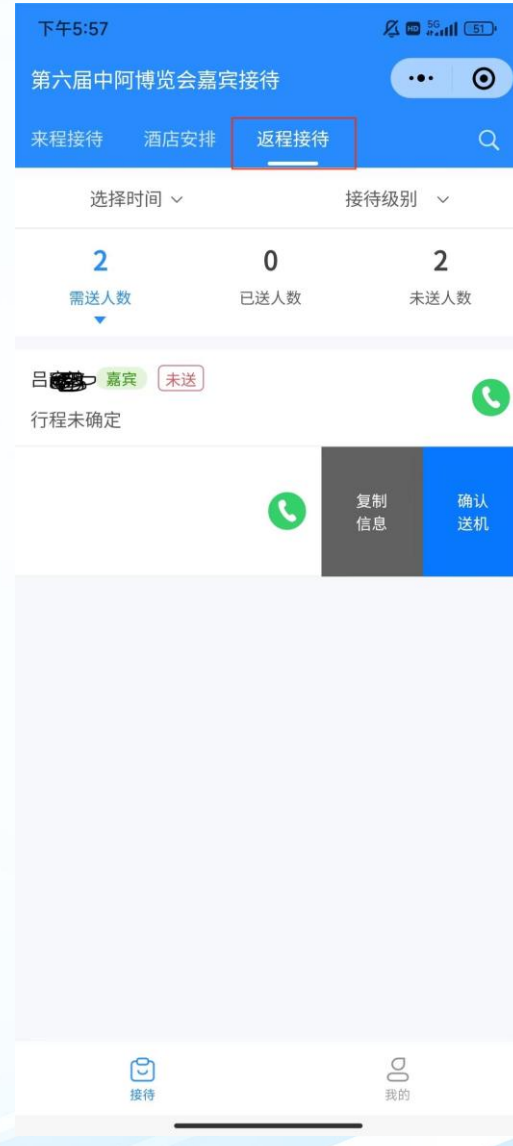 下午5:57 HD 5G 51
第六届中阿博览会嘉宾接待
来程接待 酒店安排 返程接待
选择时间 接待级别
2 0 2
需送人数 已送人数 未送人数
吕 嘉宾 未送
行程未确定
复制 确认
信息 送机
接待 我的